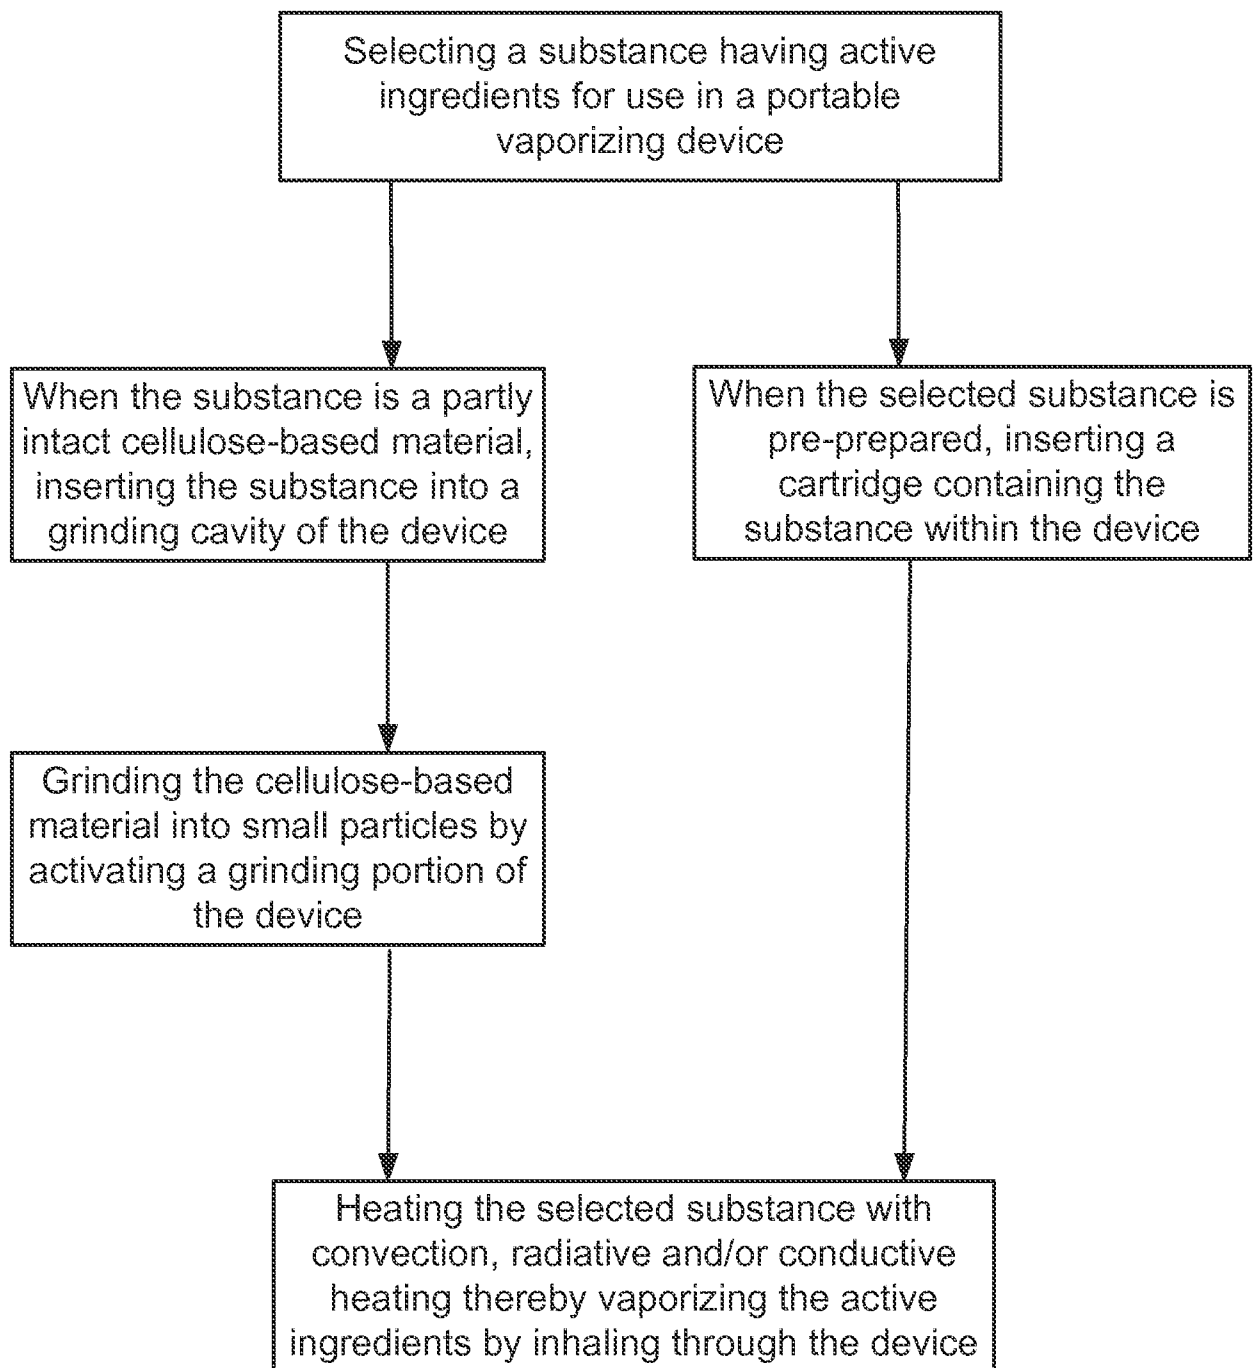 Selecting a substance having active
ingredients for use in a portable
vaporizing device
When the substance is a partly
intact cellulose-based material,
inserting the substance into a
grinding cavity of the device
When the selected substance is
pre-prepared, inserting a
cartridge containing the
substance within the device
Grinding the cellulose-based
material into small particles by
activating a grinding portion of
the device
Heating the selected substance with
convection, radiative and/or conductive
heating thereby vaporizing the active
ingredients by inhaling through the device